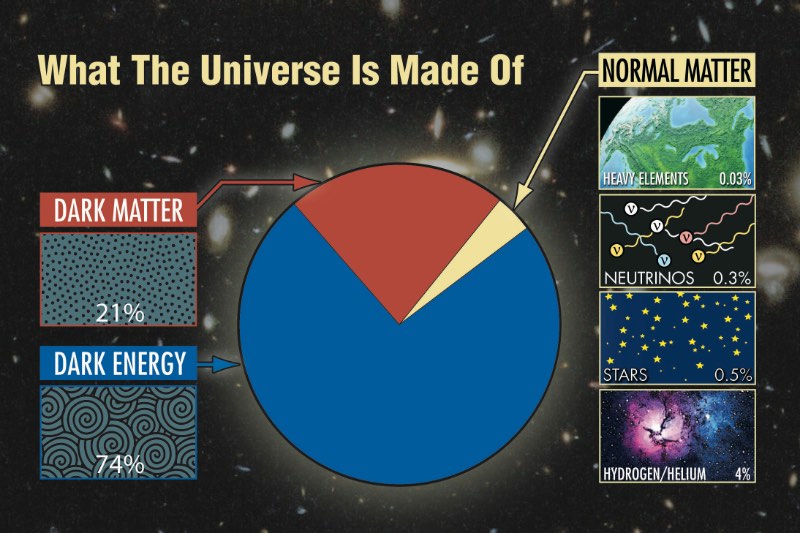 What The Universe Is Made Of
NORMAL MATTER
HEAVY ELEMENTS 0.03%
DARK MATTER
21%
V V V V V V
NEUTRINOS 0.3%
DARK ENERGY
74%
STARS 0.5%
HYDROGEN/HELIUM 4%